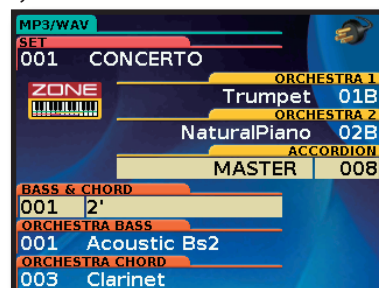 MP3/WAV
SET
001 CONCERTO
ZONE
ORCHESTRA 1
Trumpet 01B
ORCHESTRA 2
NaturalPiano 02B
ACCORDION
MASTER 008
BASS & CHORD
001 2'
ORCHESTRA BASS
001 Acoustic Bs2
ORCHESTRA CHORD
003 Clarinet